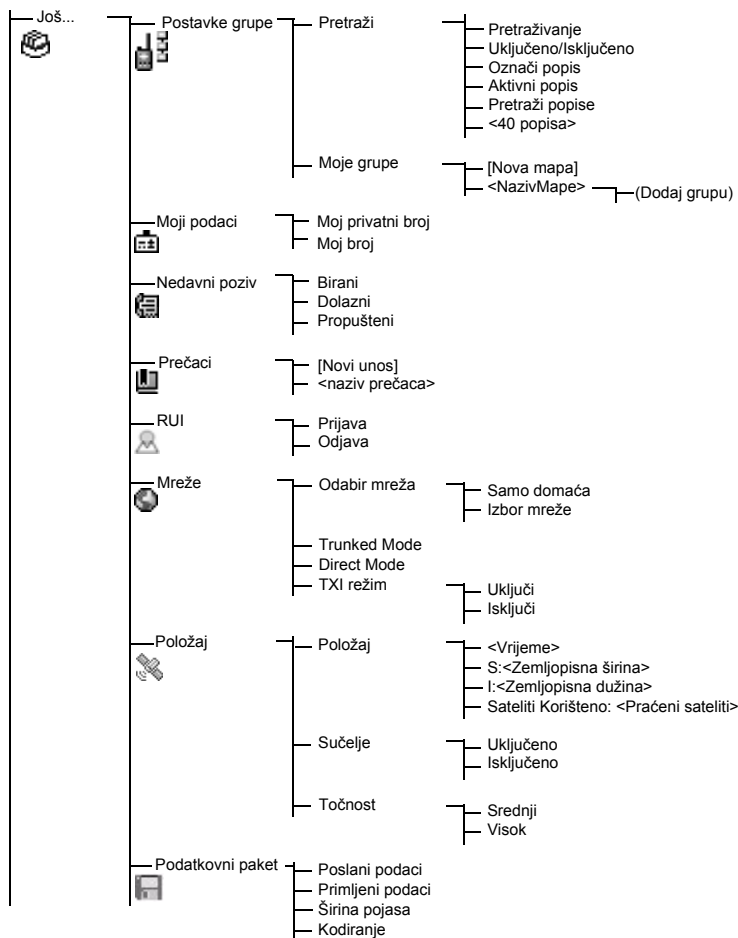 Još...
Postavke grupe
Pretraži
Pretraživanje
Uključeno/Isključeno
Označi popis
Aktivni popis
Pretraži popise
<40 popisa>
Moje grupe
[Nova mapa]
<NazivMape>
(Dodaj grupu)
Moji podaci
Moj privatni broj
Moj broj
Nedavni poziv
Birani
Dolazni
Propušteni
Prečaci
[Novi unos]
<naziv prečaca>
RUI
Prijava
Odjava
Mreže
Odabir mreža
Samo domaća
Izbor mreže
Trunked Mode
Direct Mode
TXI režim
Uključi
Isključi
Položaj
Položaj
<Vrijeme>
S:<Zemljopisna širina>
I:<Zemljopisna dužina>
Sateliti Korišteno: <Praćeni sateliti>
Sučelje
Uključeno
Isključeno
Točnost
Srednji
Visok
Podatkovni paket
Poslani podaci
Primljeni podaci
Širina pojasa
Kodiranje